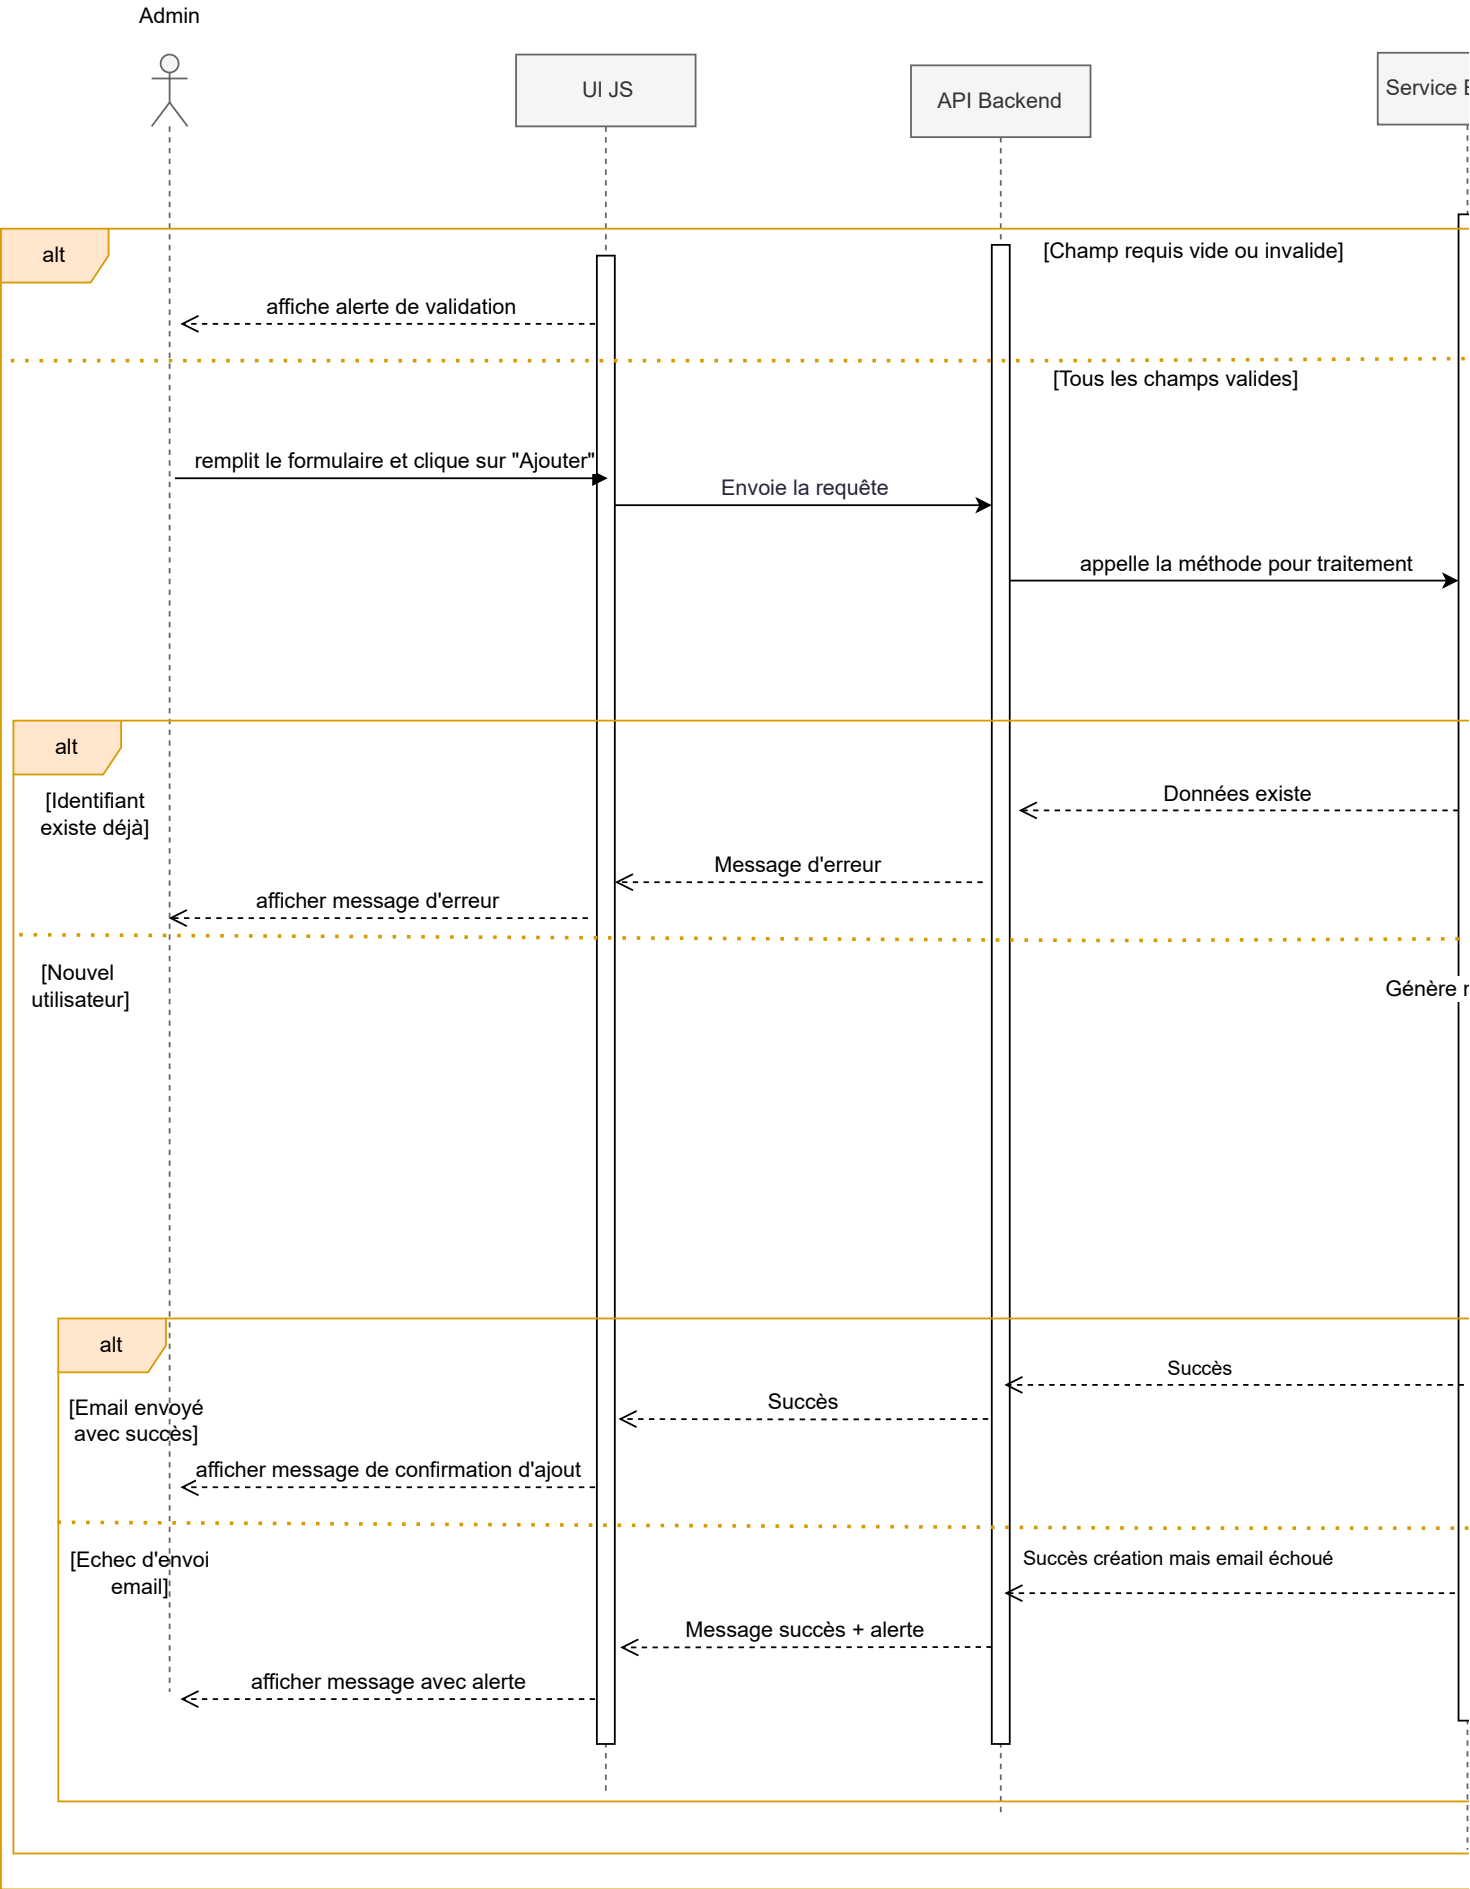 Admin
UI JS
API Backend
Service
alt
[Champ requis vide ou invalide]
affiche alerte de validation
[Tous les champs valides]
remplit le formulaire et clique sur "Ajouter"
Envoie la requête
appelle la méthode pour traitement
alt
[Identifiant
existe déjà]
Données existe
Message d'erreur
afficher message d'erreur
[Nouvel
utilisateur]
Génère
alt
Succès
[Email envoyé
avec succès]
Succès
afficher message de confirmation d'ajout
[Echec d'envoi
email]
Succès création mais email échoué
Message succès + alerte
afficher message avec alerte